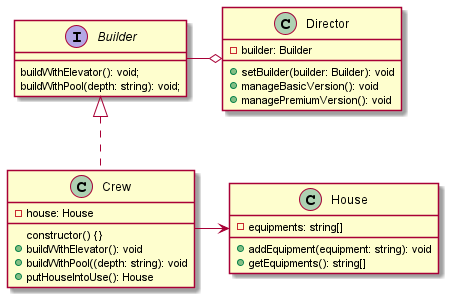 I Builder
buildWithElevator(): void;
buildWithPool(depth: string): void;
C Director
builder: Builder
setBuilder(builder: Builder): void
manageBasicVersion(): void
managePremiumVersion(): void
C Crew
house: House
constructor() {}
buildWithElevator(): void
buildWithPool((depth: string): void
putHouseIntoUse(): House
C House
equipments: string[]
addEquipment(equipment: string): void
getEquipments(): string[]